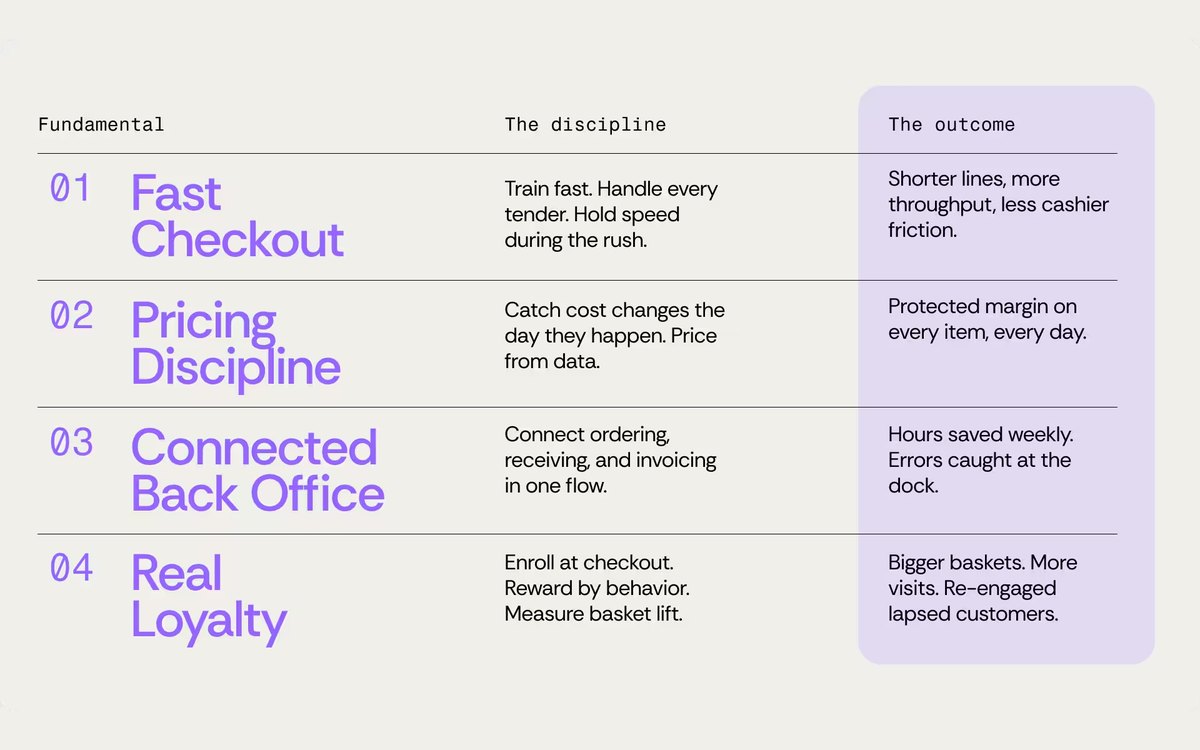 Fundamental
The discipline
The outcome
01
Fast
Checkout
Train fast. Handle every
tender. Hold speed
during the rush.
Shorter lines, more
throughput, less cashier
friction.
02
Pricing
Discipline
Catch cost changes the
day they happen. Price
from data.
Protected margin on
every item, every day.
03
Connected
Back Office
Connect ordering,
receiving, and invoicing
in one flow.
Hours saved weekly.
Errors caught at the
dock.
04
Real
Loyalty
Enroll at checkout.
Reward by behavior.
Measure basket lift.
Bigger baskets. More
visits. Re-engaged
lapsed customers.